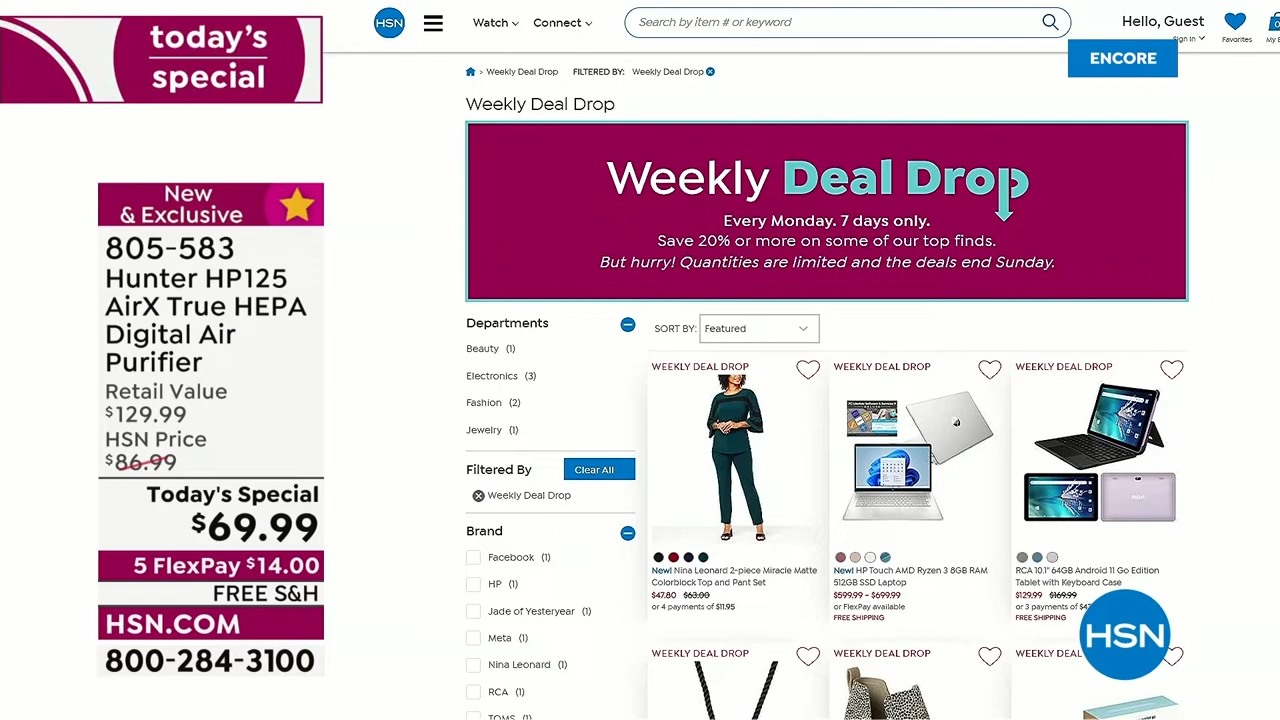 today's
special
HSN
Watch
Connect
Search by item # or keyword
Hello, Guest
Sign In
Favorites
0
ENCORE
> Weekly Deal Drop
FILTERED BY: Weekly Deal Drop
Weekly Deal Drop
Weekly Deal Drop
Every Monday. 7 days only.
Save 20% or more on some of our top finds.
But hurry! Quantities are limited and the deals end Sunday.
New
& Exclusive
805-583
Hunter HP125
AirX True HEPA
Digital Air
Purifier
Retail Value
$129.99
HSN Price
$86.99
Today's Special
$69.99
5 FlexPay $14.00
FREE S&H
HSN.COM
800-284-3100
Departments
Beauty (1)
Electronics (3)
Fashion (2)
Jewelry (1)
Filtered By
Clear All
Weekly Deal Drop
Brand
Facebook (1)
HP (1)
Jade of Yesteryear (1)
Meta (1)
Nina Leonard (1)
RCA (1)
TOMS (1)
SORT BY: Featured
WEEKLY DEAL DROP
New! Nina Leonard 2-piece Miracle Matte
Colorblock Top and Pant Set
$47.80 $63.00
or 4 payments of $11.95
WEEKLY DEAL DROP
New! HP Touch AMD Ryzen 3 8GB RAM
512GB SSD Laptop
$599.99 - $699.99
or FlexPay available
FREE SHIPPING
WEEKLY DEAL DROP
RCA 10.1" 64GB Android 11 Go Edition
Tablet with Keyboard Case
$129.99 $169.99
or 3 payments of
FREE SHIPPING
WEEKLY DEAL DROP
WEEKLY DEAL DROP
WEEKLY DEAL
HSN